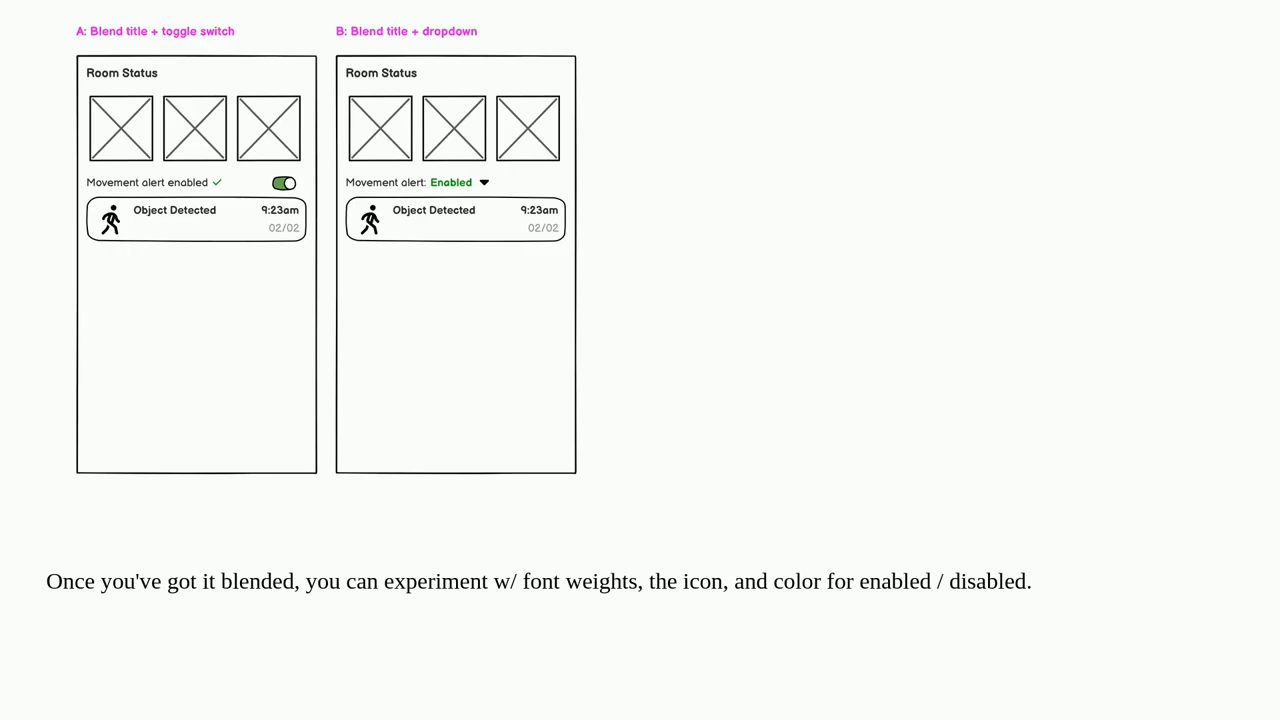 A: Blend title + toggle switch
B: Blend title + dropdown
Room Status
Movement alert enabled ✓
Object Detected 9:23am
02/02
Room Status
Movement alert: Enabled
Object Detected 9:23am
02/02
Once you've got it blended, you can experiment w/ font weights, the icon, and color for enabled / disabled.